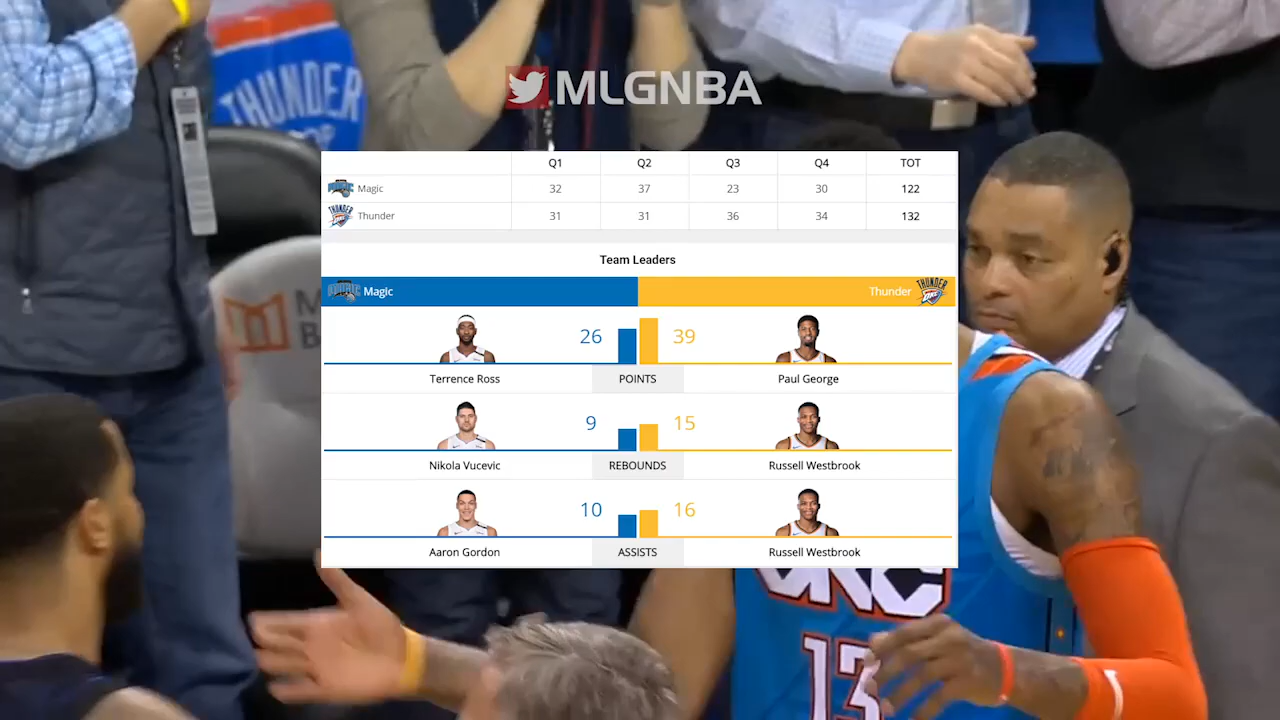 THUNDER
MLGNBA
Q1 Q2 Q3 Q4 TOT
Magic 32 37 23 30 122
Thunder 31 31 36 34 132
Team Leaders
Magic Thunder
26 39
Terrence Ross POINTS Paul George
9 15
Nikola Vucevic REBOUNDS Russell Westbrook
10 16
Aaron Gordon ASSISTS Russell Westbrook
OKC
13